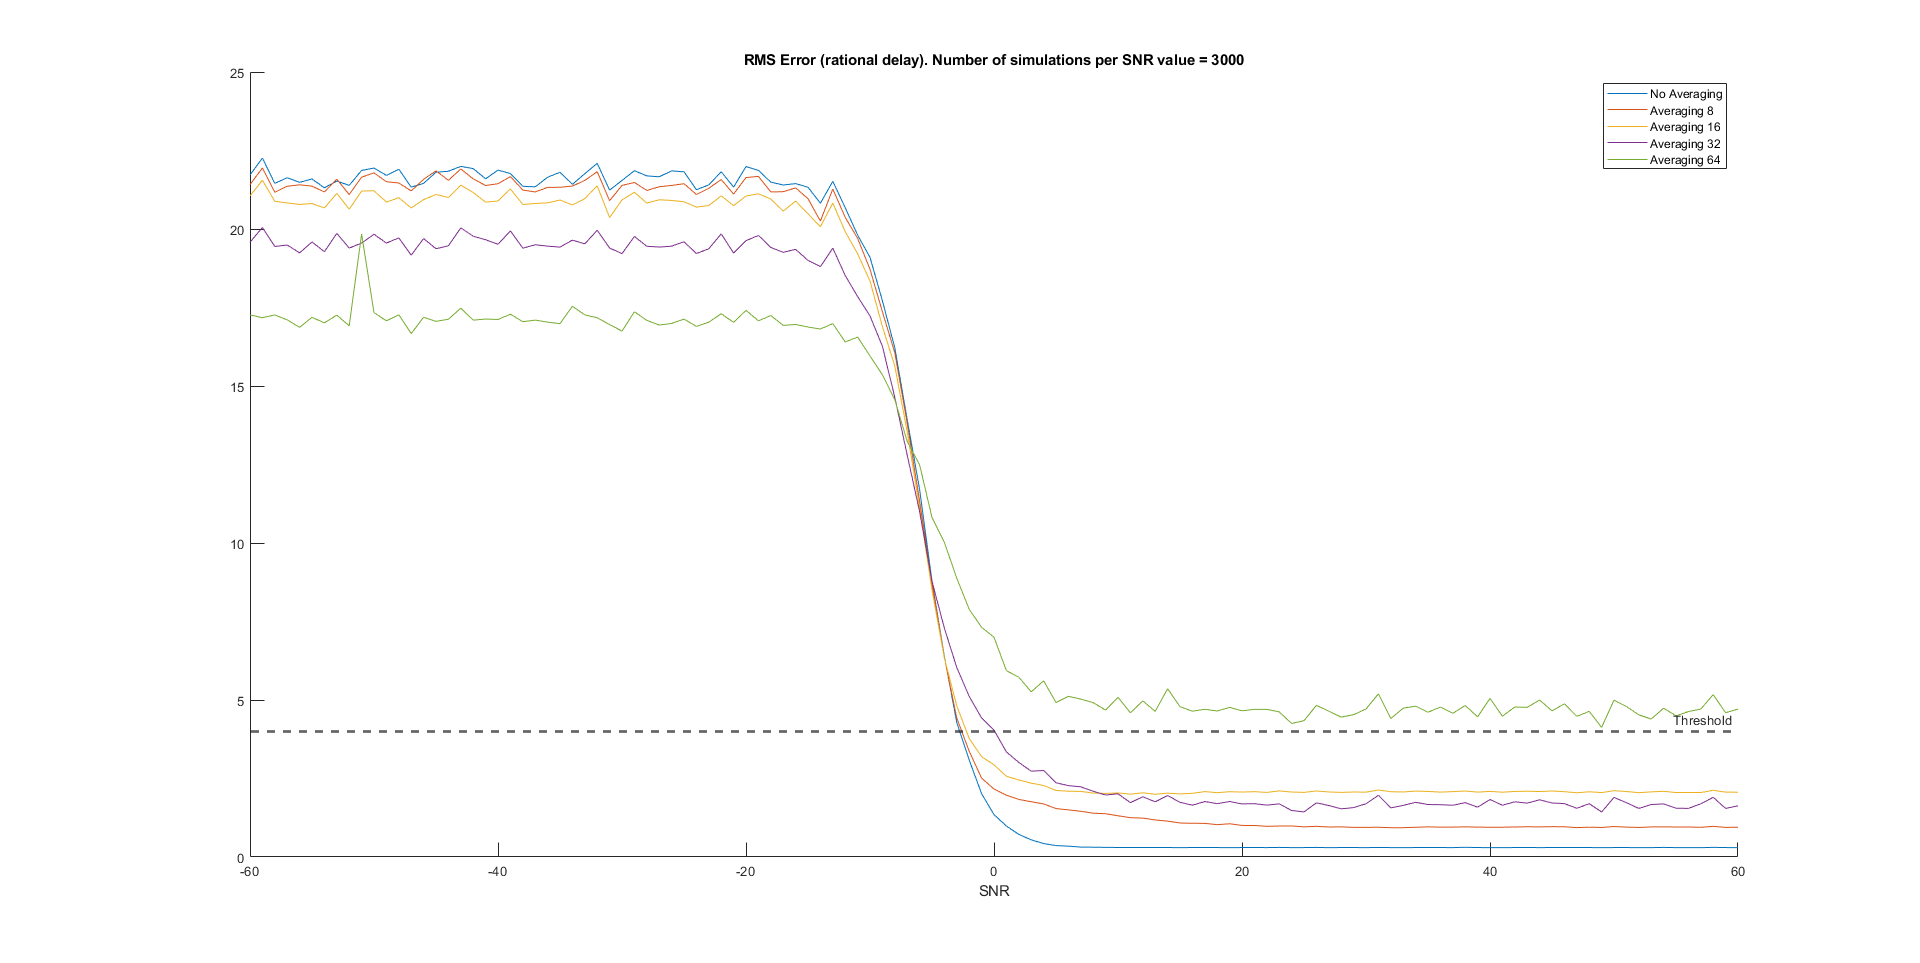 RMS Error (rational delay). Number of simulations per SNR value = 3000
25
20
15
10
5
0
No Averaging
Averaging 8
Averaging 16
Averaging 32
Averaging 64
Threshold
-60
-40
-20
0
20
40
60
SNR